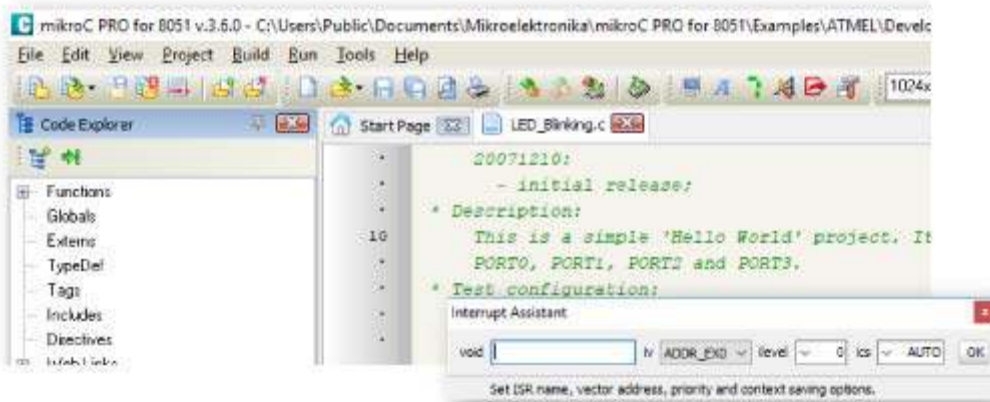 mikroC PRO for 8051 v.3.6.0 - C:\Users\Public\Documents\Mikroelektronika\mikroC PRO for 8051\Examples\ATMEL\Develo
File Edit View Project Build Run Tools Help
1024x
Code Explorer
Start Page LED_Blinking.c
Functions
Globals
Externs
TypeDef
Tags
Includes
Directives
Web Links
20071210:
- initial release;
* Description:
10 This is a simple 'Hello World' project. It
PORT0, PORT1, PORT2 and PORT3.
* Test configuration:
Interrupt Assistant
void iv ADDR_EX0 ilevel 0 ics AUTO OK
Set ISR name, vector address, priority and context saving options.